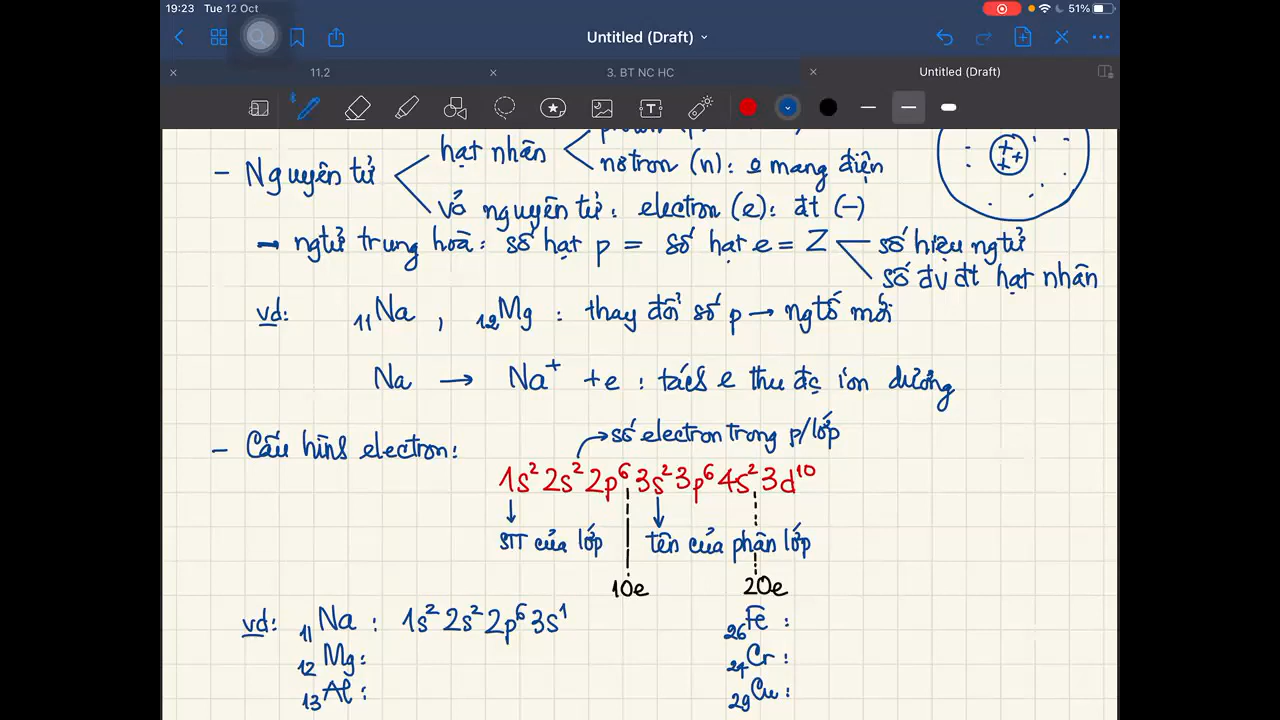 19:23 Tue 12 Oct 51%
Untitled (Draft)
11.2 3. BT NC HC Untitled (Draft)
- Nguyên tử hạt nhân
nơtron (n): 0 mang điện
vỏ nguyên tử: electron (e): đt (-)
→ ngtử trung hoà: số hạt p = số hạt e = Z số hiệu ngtử
số đv đt hạt nhân
vd: ₁₁Na, ₁₂Mg: thay đổi số p → ngtố mới
Na → Na⁺ + e: tách e thu đc ion dương
- Cấu hình electron: số electron trong p/lớp
1s² 2s² 2p⁶ 3s² 3p⁶ 4s² 3d¹⁰
STT của lớp tên của phân lớp
10e 20e
vd: ₁₁Na: 1s² 2s² 2p⁶ 3s¹ ₂₆Fe:
₁₂Mg: ₂₄Cr:
₁₃Al: ₂₉Cu: